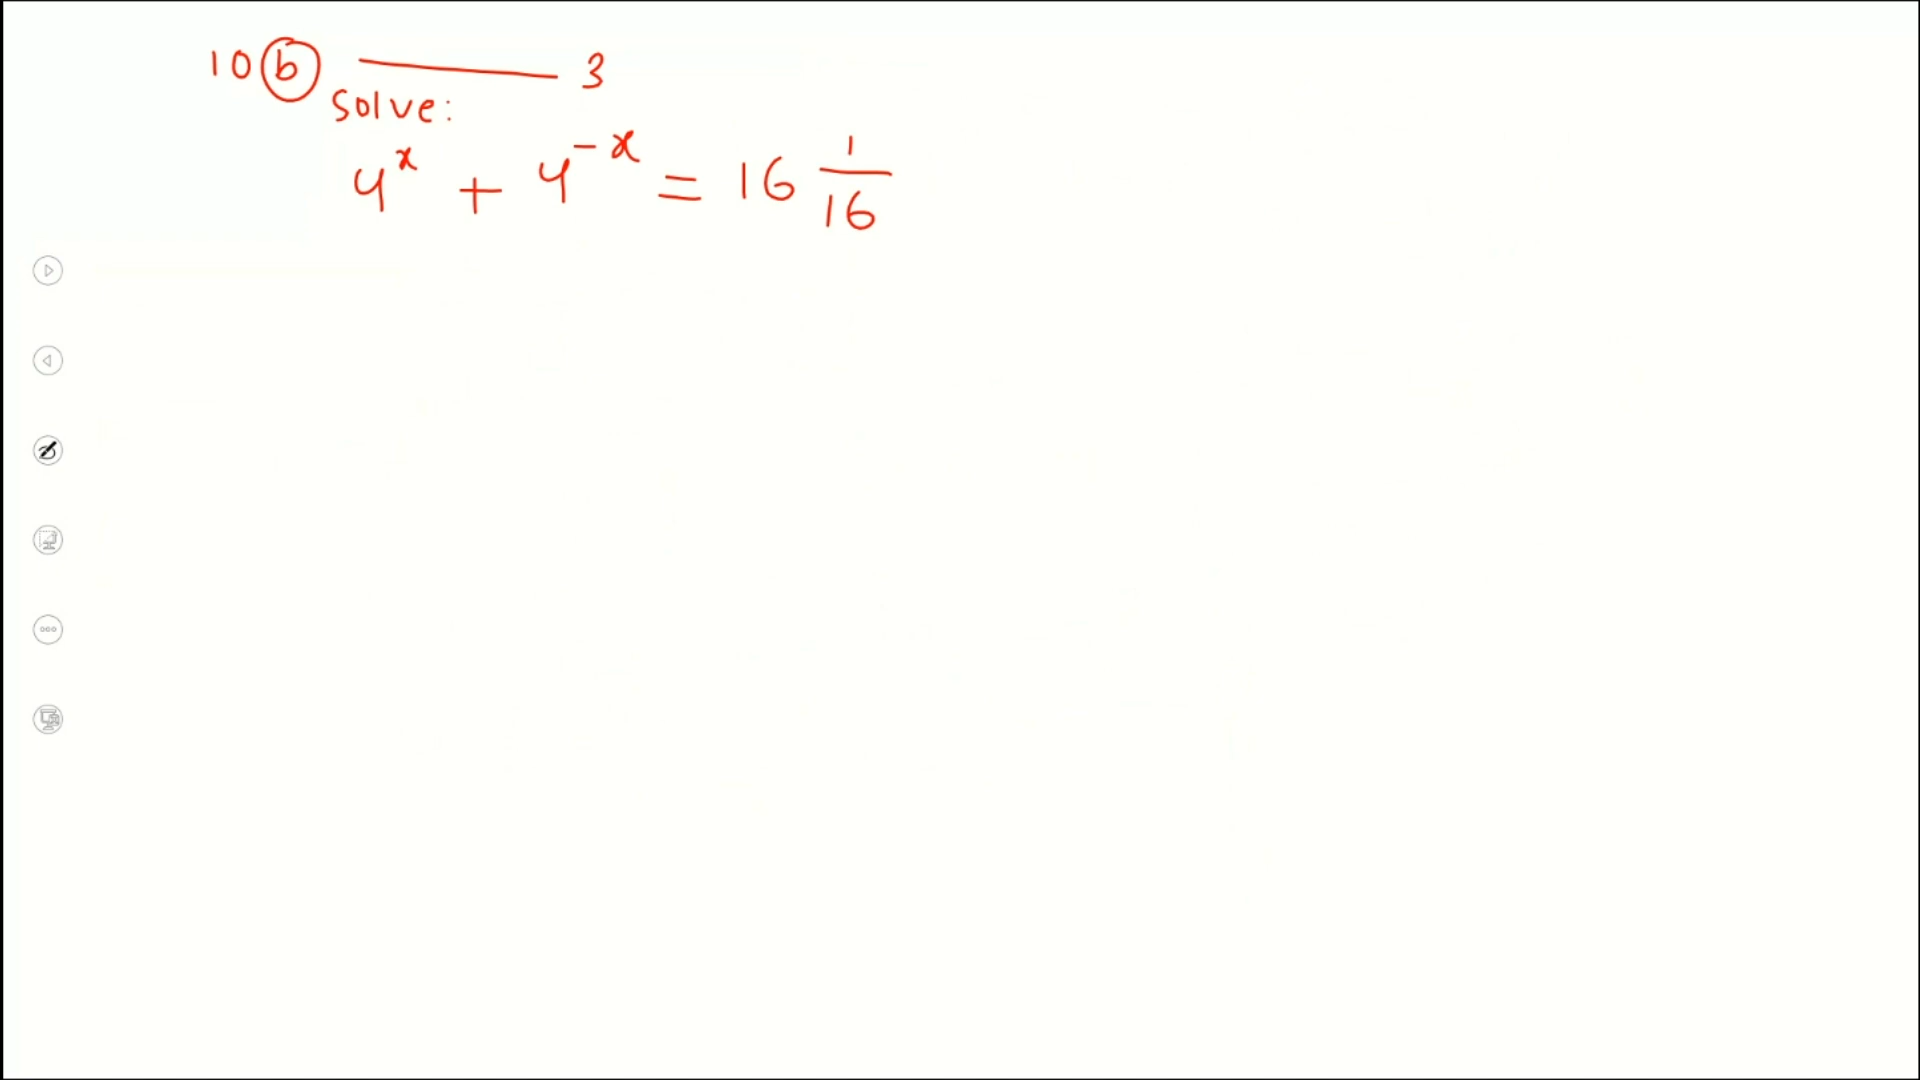 10 (b) ——— 3
Solve:
4^x + 4^-x = 16 1/16